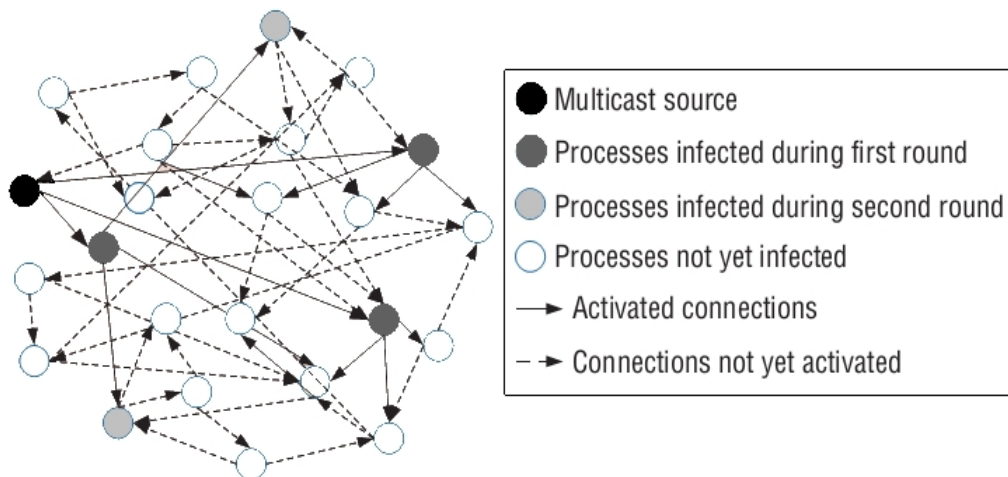 Multicast source
Processes infected during first round
Processes infected during second round
Processes not yet infected
Activated connections
Connections not yet activated